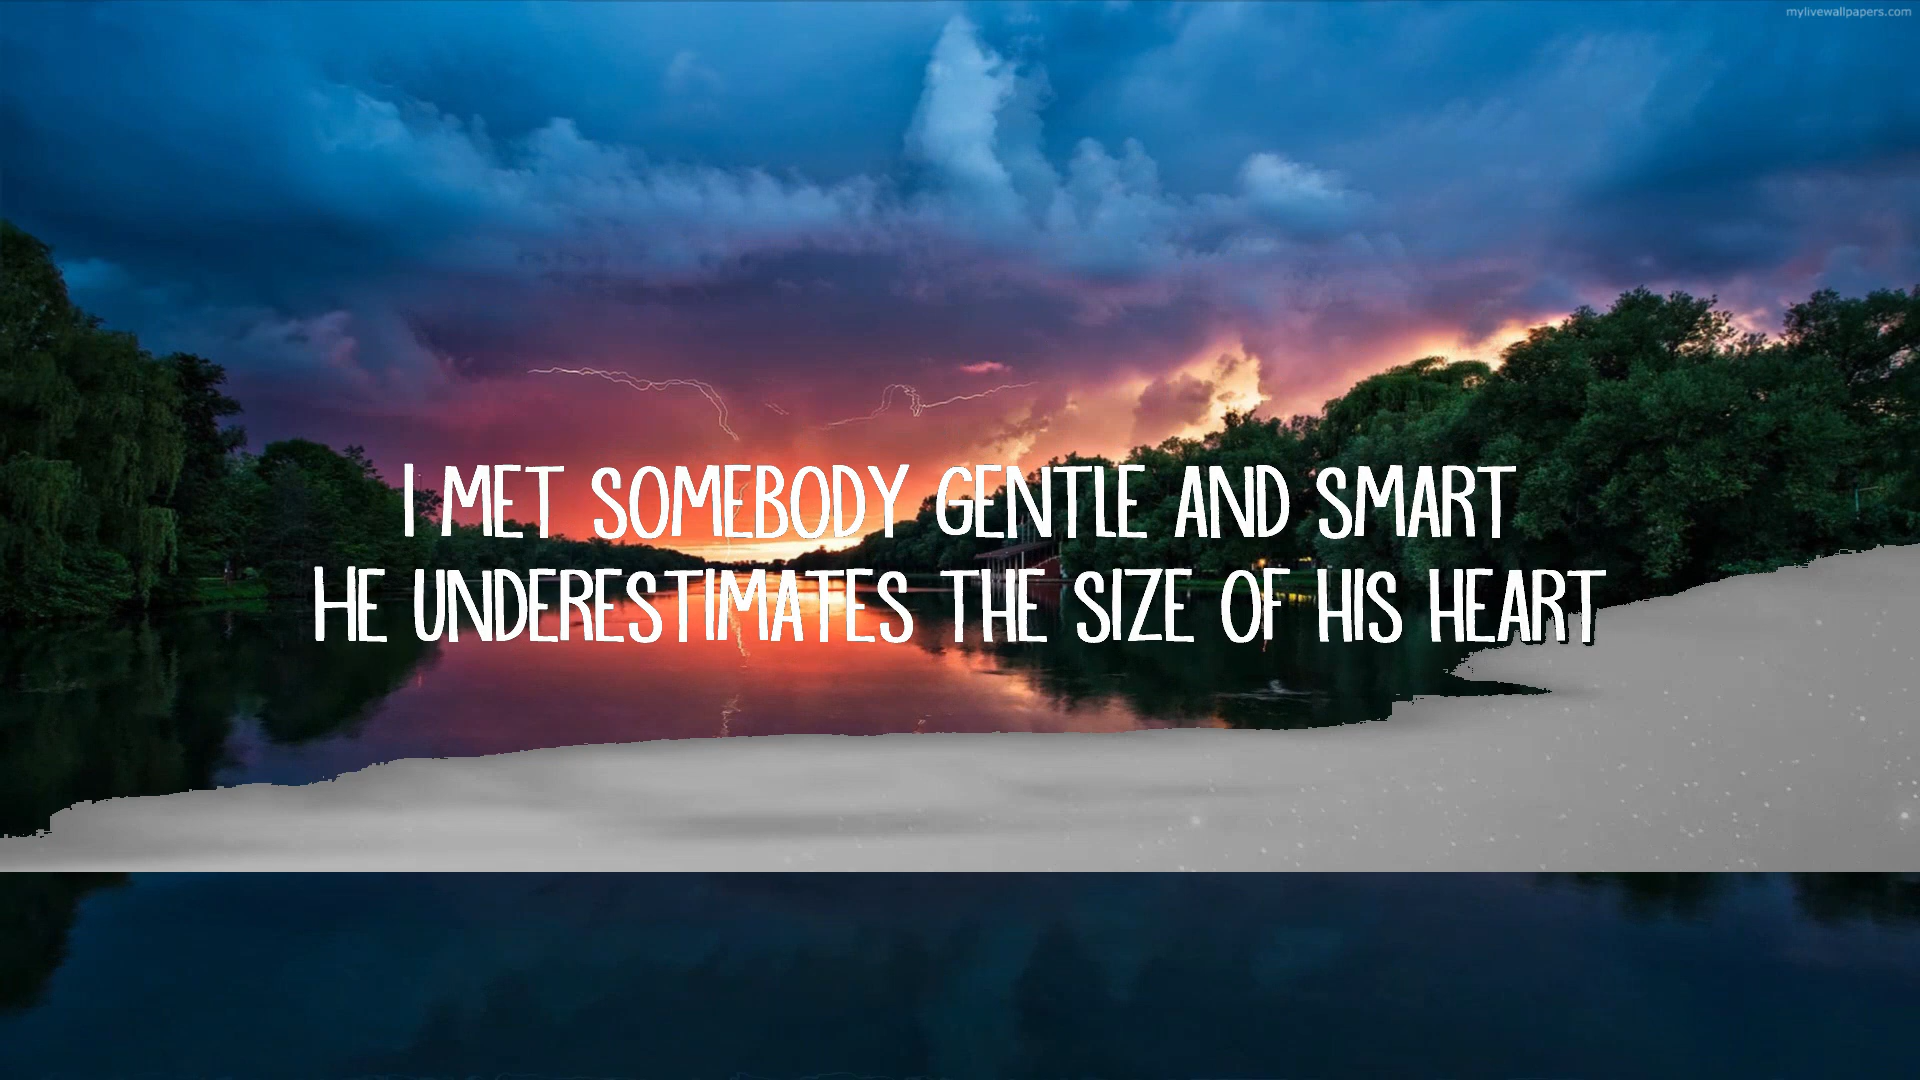 mylivewallpapers.com
I MET SOMEBODY GENTLE AND SMART
HE UNDERESTIMATES THE SIZE OF HIS HEART